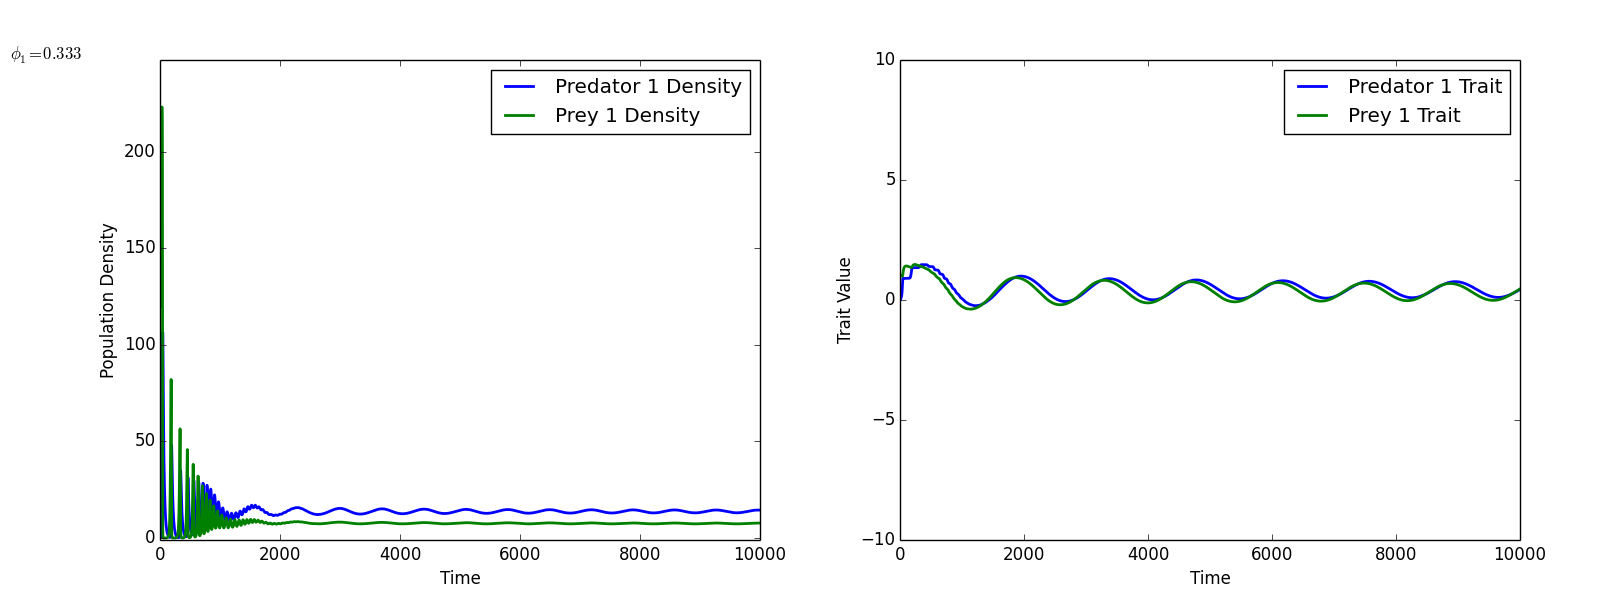 ϕ₁=0.333
Predator 1 Density
Prey 1 Density
200
150
100
50
0
Population Density
0 2000 4000 6000 8000 10000
Time
Predator 1 Trait
Prey 1 Trait
10
5
0
−5
−10
Trait Value
0 2000 4000 6000 8000 10000
Time